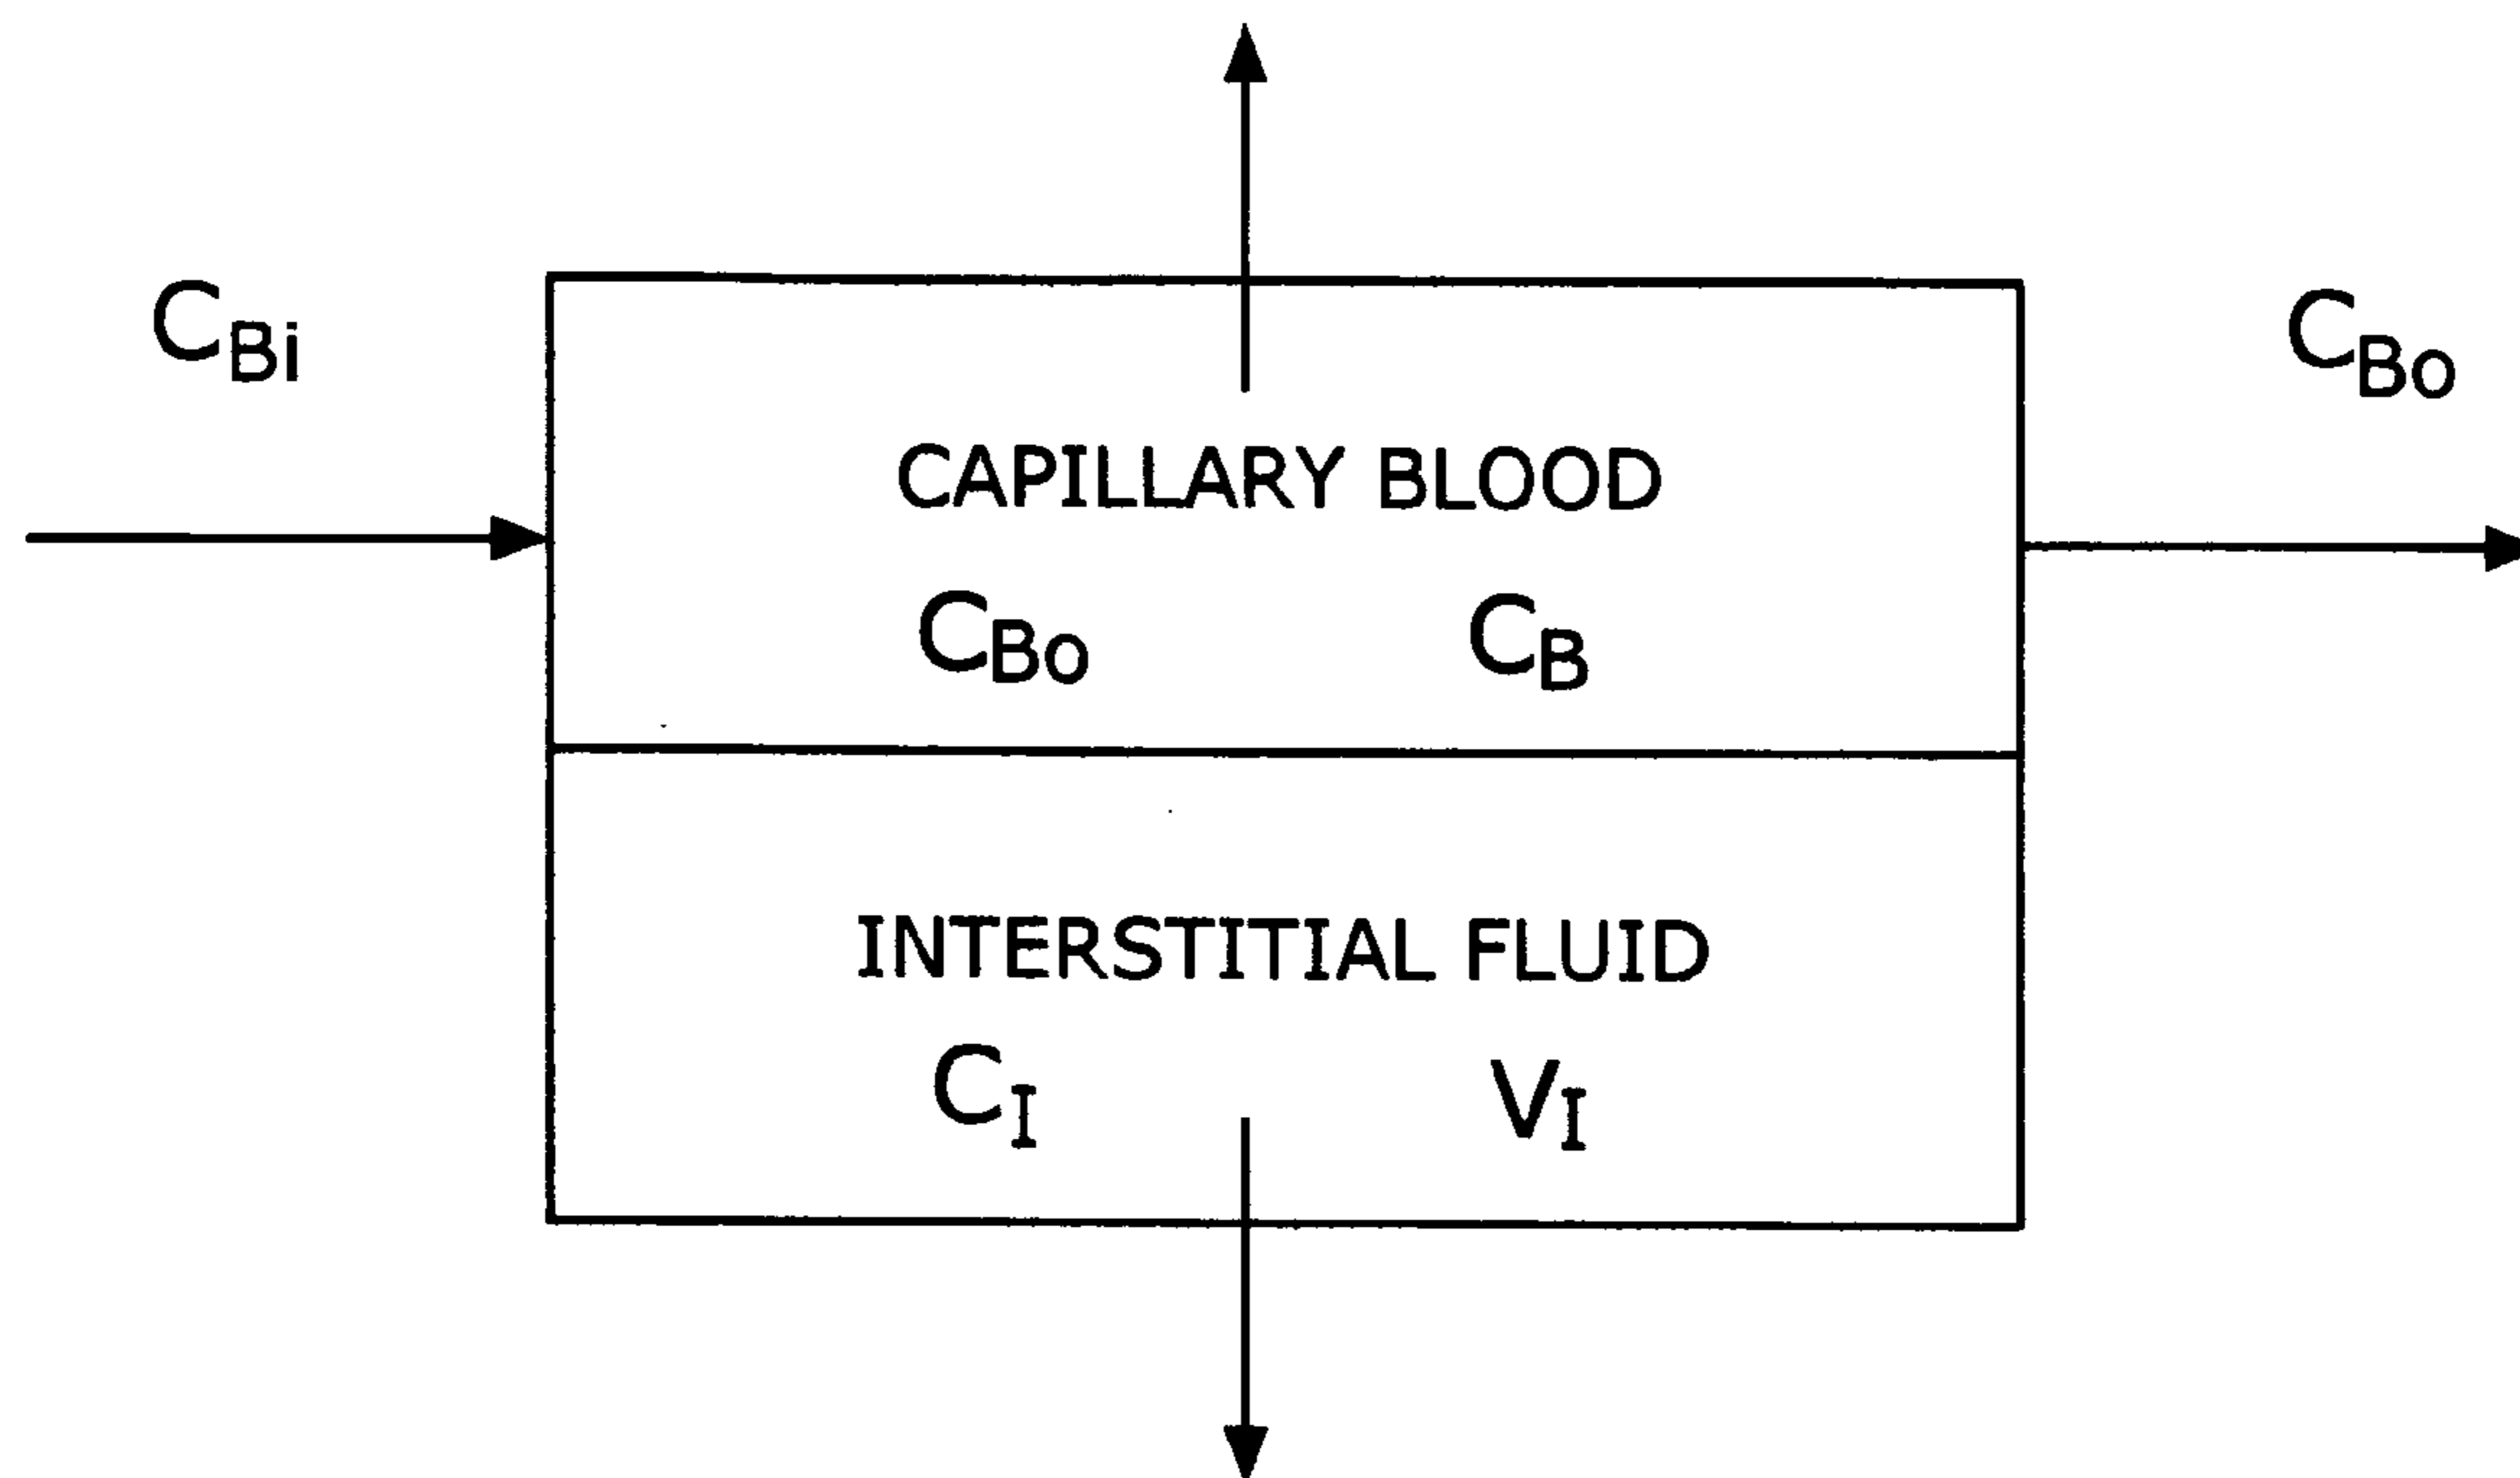 C_Bi
C_Bo
CAPILLARY BLOOD
C_Bo C_B
INTERSTITIAL FLUID
C_I V_I